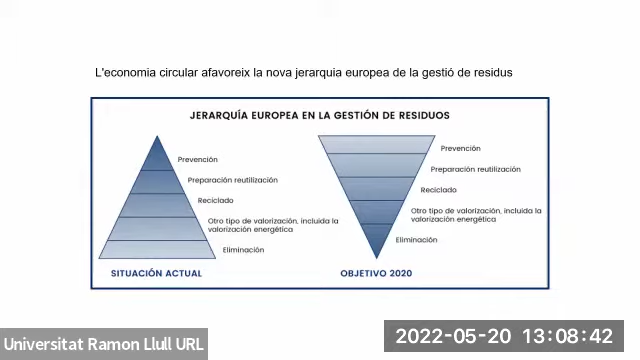 L'economia circular afavoreix la nova jerarquia europea de la gestió de residus
JERARQUÍA EUROPEA EN LA GESTIÓN DE RESIDUOS
Prevención
Preparación reutilización
Reciclado
Otro tipo de valorización, incluida la
valorización energética
Eliminación
SITUACIÓN ACTUAL
Prevención
Preparación reutilización
Reciclado
Otro tipo de valorización, incluida la
valorización energética
Eliminación
OBJETIVO 2020
Universitat Ramon Llull URL
2022-05-20 13:08:42